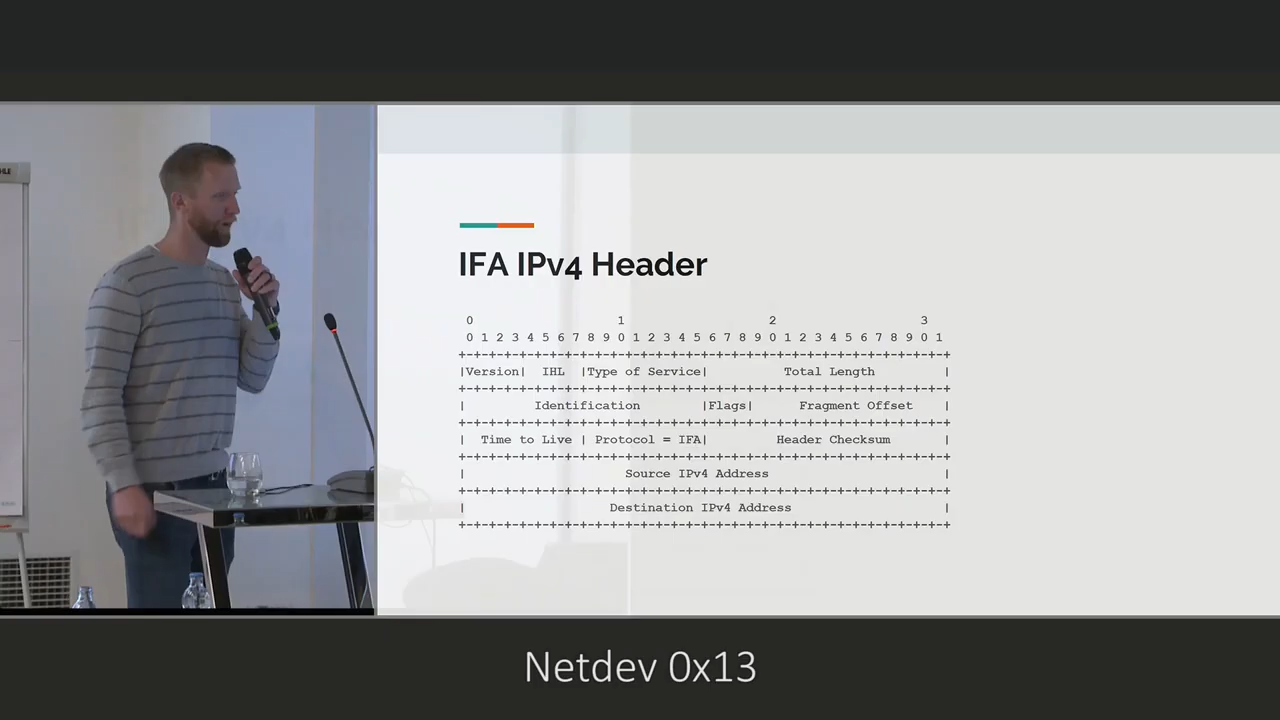 IFA IPv4 Header
0 1 2 3
0 1 2 3 4 5 6 7 8 9 0 1 2 3 4 5 6 7 8 9 0 1 2 3 4 5 6 7 8 9 0 1
+-+-+-+-+-+-+-+-+-+-+-+-+-+-+-+-+-+-+-+-+-+-+-+-+-+-+-+-+-+-+-+-+
|Version| IHL |Type of Service| Total Length |
+-+-+-+-+-+-+-+-+-+-+-+-+-+-+-+-+-+-+-+-+-+-+-+-+-+-+-+-+-+-+-+-+
| Identification |Flags| Fragment Offset |
+-+-+-+-+-+-+-+-+-+-+-+-+-+-+-+-+-+-+-+-+-+-+-+-+-+-+-+-+-+-+-+-+
| Time to Live | Protocol = IFA| Header Checksum |
+-+-+-+-+-+-+-+-+-+-+-+-+-+-+-+-+-+-+-+-+-+-+-+-+-+-+-+-+-+-+-+-+
| Source IPv4 Address |
+-+-+-+-+-+-+-+-+-+-+-+-+-+-+-+-+-+-+-+-+-+-+-+-+-+-+-+-+-+-+-+-+
| Destination IPv4 Address |
+-+-+-+-+-+-+-+-+-+-+-+-+-+-+-+-+-+-+-+-+-+-+-+-+-+-+-+-+-+-+-+-+
Netdev 0x13